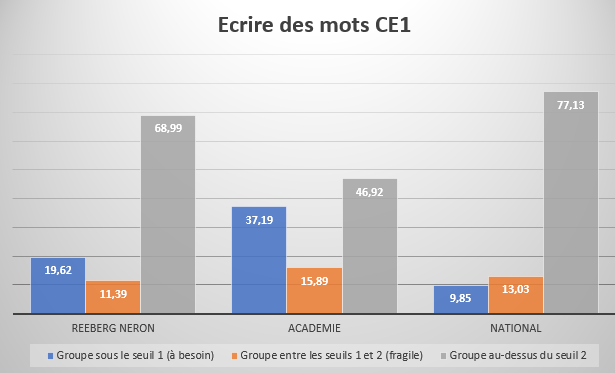 Ecrire des mots CE1
77,13
68,99
46,92
37,19
19,62
15,89
11,39
13,03
9,85
REEBERG NERON
ACADEMIE
NATIONAL
Groupe sous le seuil 1 (à besoin)
Groupe entre les seuils 1 et 2 (fragile)
Groupe au-dessus du seuil 2